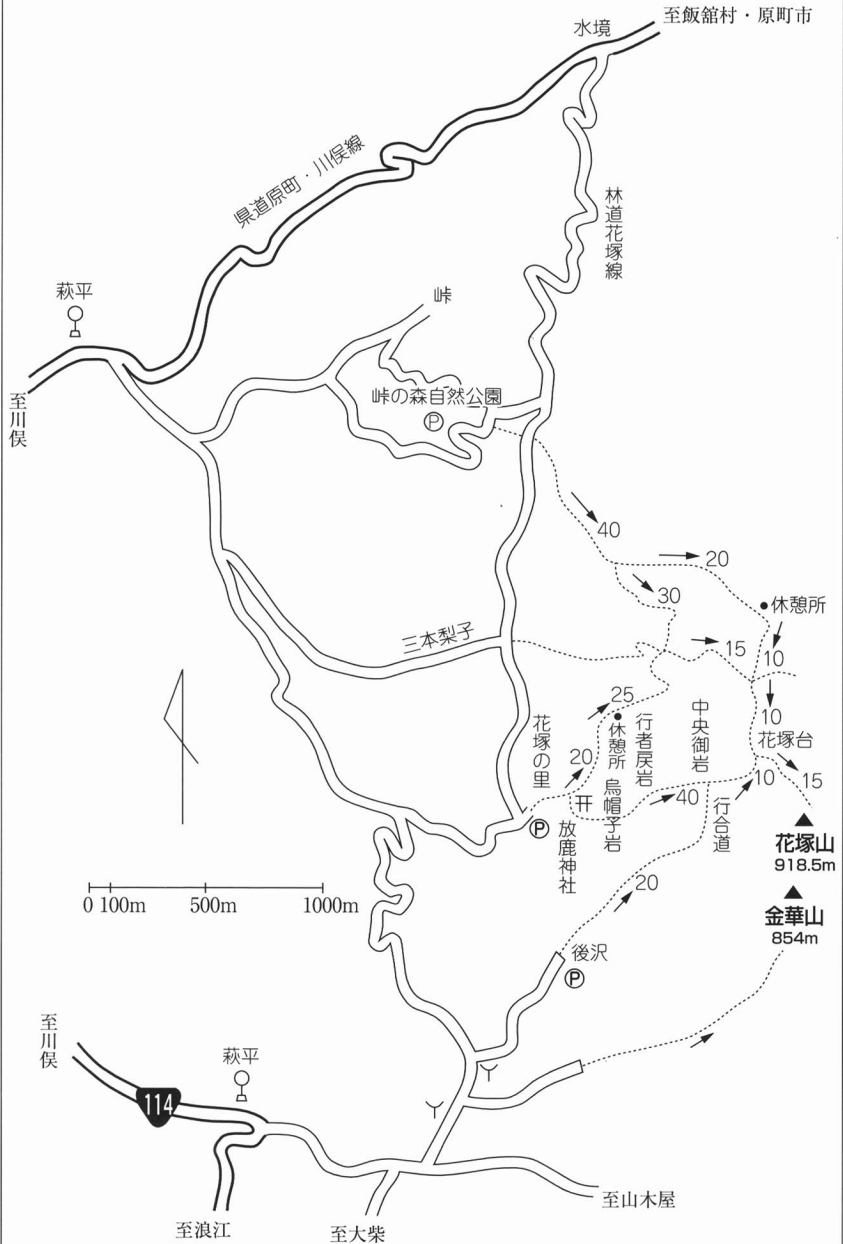 至飯舘村・原町市
水境
県道原町・川俣線
林道花塚線
萩平
峠
至川俣
峠の森自然公園
P
40
20
30
休憩所
三本梨子
15
10
25
10
中央御岩
行者戻岩
休憩所
花塚の里
花塚台
20
烏帽子岩
10
15
40
行合道
P
放鹿神社
花塚山
918.5m
20
金華山
854m
0 100m
500m
1000m
後沢
P
至川俣
萩平
114
至山木屋
至浪江
至大柴